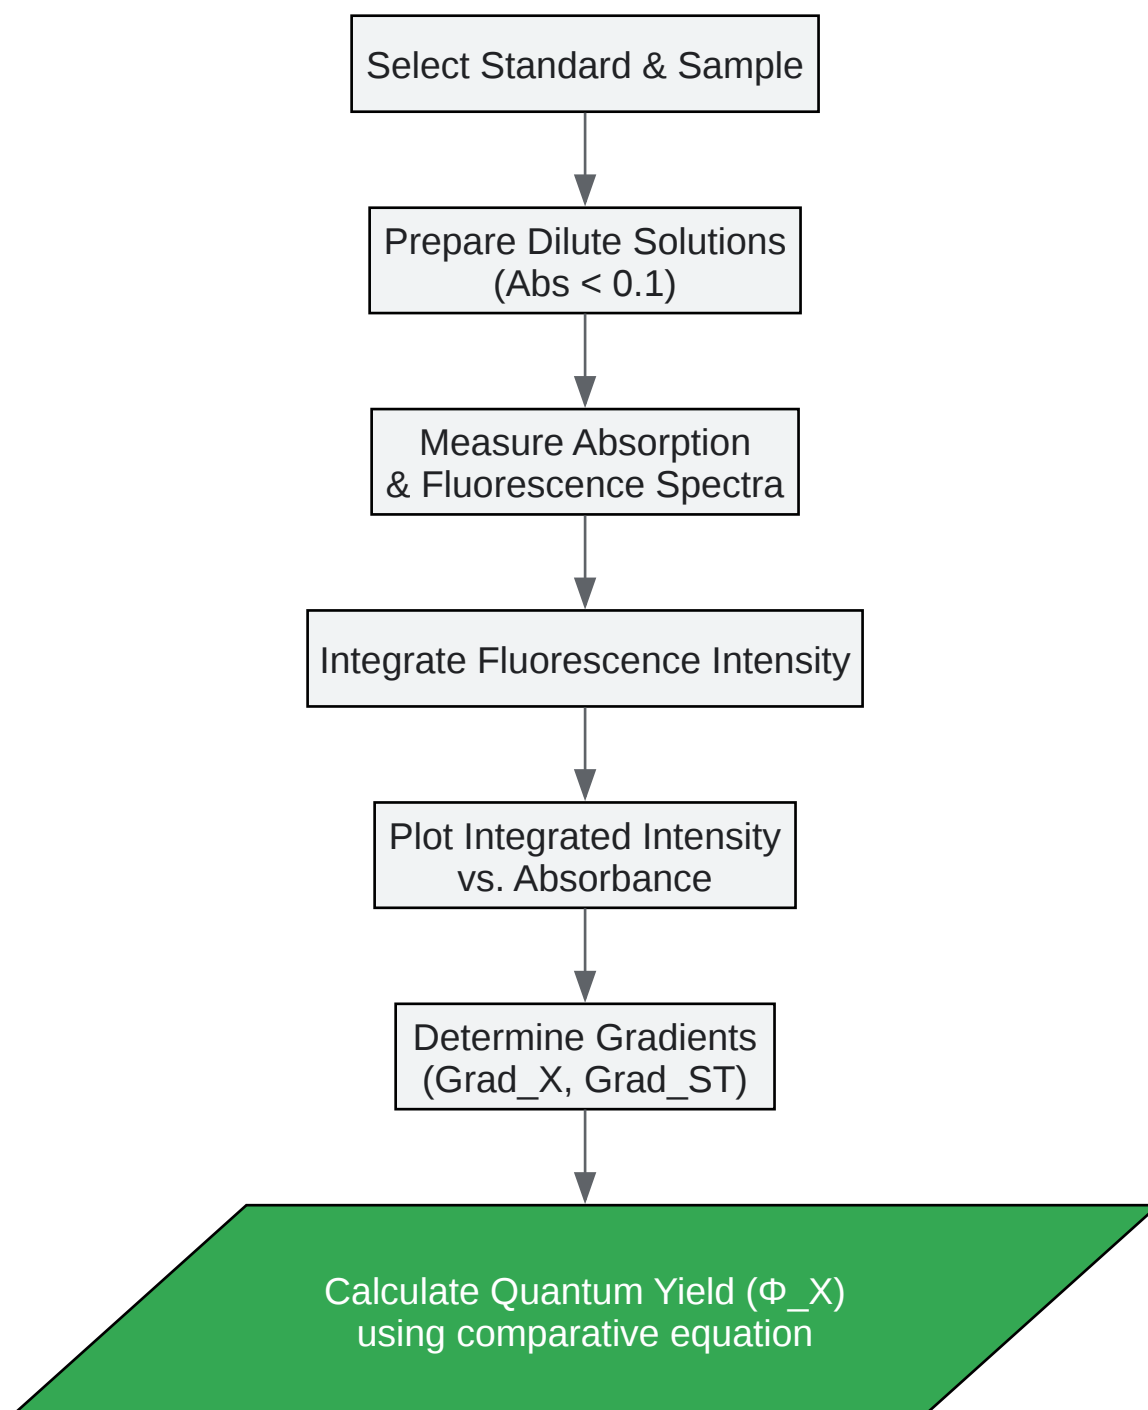 Select Standard & Sample
Prepare Dilute Solutions
(Abs < 0.1)
Measure Absorption
& Fluorescence Spectra
Integrate Fluorescence Intensity
Plot Integrated Intensity
vs. Absorbance
Determine Gradients
(Grad_X, Grad_ST)
Calculate Quantum Yield (Φ_X)
using comparative equation